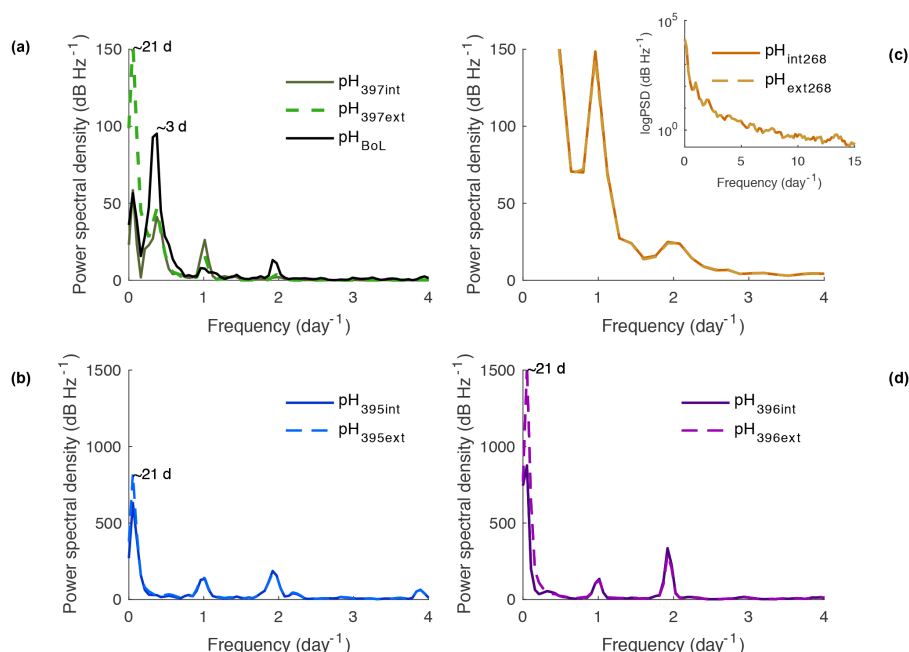 (a)
Power spectral density (dB Hz⁻¹)
150
100
50
0
~21 d
~3 d
pH397int
pH397ext
pHBoL
0 1 2 3 4
Frequency (day⁻¹)
(c)
Power spectral density (dB Hz⁻¹)
150
100
50
0
0 1 2 3 4
Frequency (day⁻¹)
logPSD (dB Hz⁻¹)
10⁵
10⁰
pHint268
pHext268
0 5 10 15
Frequency (day⁻¹)
(b)
Power spectral density (dB Hz⁻¹)
1500
1000
500
0
~21 d
pH395int
pH395ext
0 1 2 3 4
Frequency (day⁻¹)
(d)
Power spectral density (dB Hz⁻¹)
1500
1000
500
0
~21 d
pH396int
pH396ext
0 1 2 3 4
Frequency (day⁻¹)